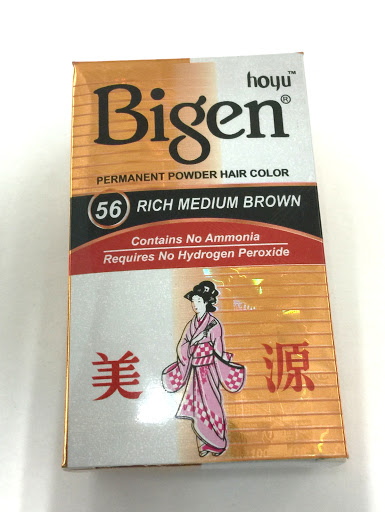 hoyu™
Bigen®
PERMANENT POWDER HAIR COLOR
56 RICH MEDIUM BROWN
Contains No Ammonia
Requires No Hydrogen Peroxide
美 源